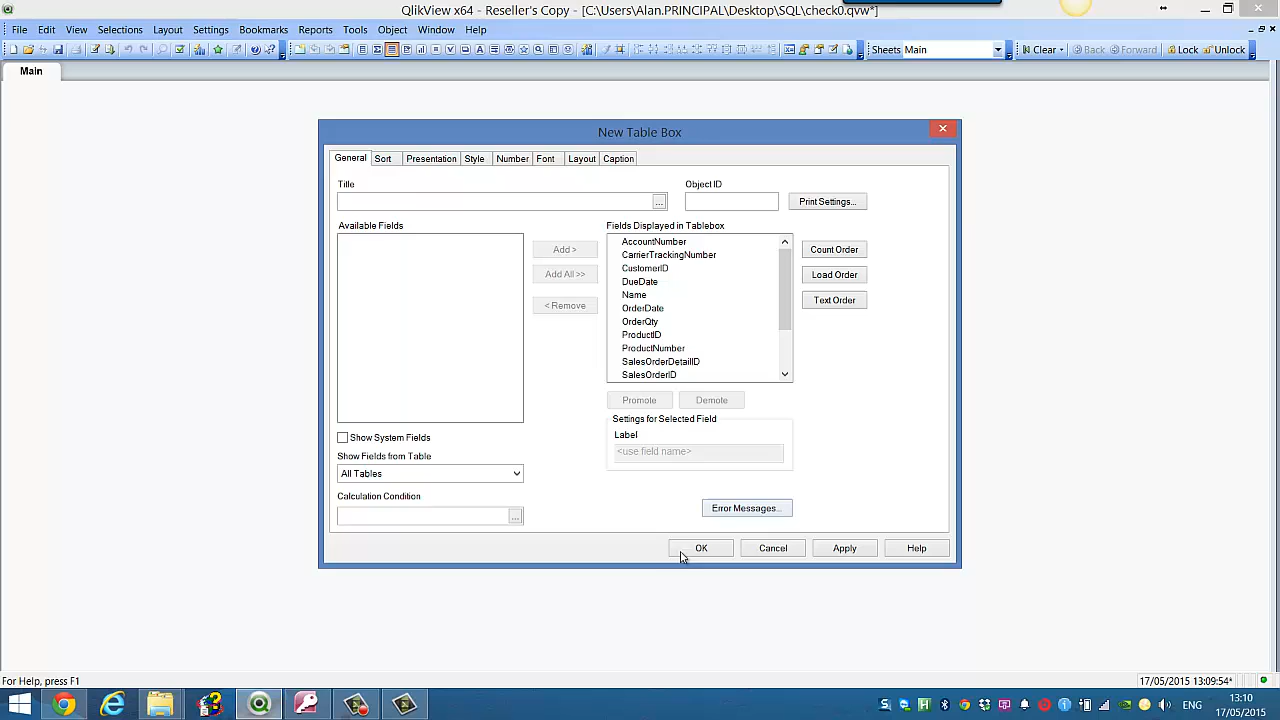 QlikView x64 - Reseller's Copy - [C:\Users\Alan.PRINCIPAL\Desktop\SQL\check0.qvw*]
File Edit View Selections Layout Settings Bookmarks Reports Tools Object Window Help
Sheets Main Clear Back Forward Lock Unlock
Main
New Table Box
General Sort Presentation Style Number Font Layout Caption
Title Object ID
... Print Settings...
Available Fields Fields Displayed in Tablebox
AccountNumber
CarrierTrackingNumber
CustomerID
DueDate
Name
OrderDate
OrderQty
ProductID
ProductNumber
SalesOrderDetailID
SalesOrderID
Add >
Add All >>
< Remove
Count Order
Load Order
Text Order
Promote Demote
Settings for Selected Field
Label
<use field name>
Show System Fields
Show Fields from Table
All Tables
Calculation Condition
...
Error Messages...
OK Cancel Apply Help
For Help, press F1 17/05/2015 13:09:54*
ENG 13:10
17/05/2015